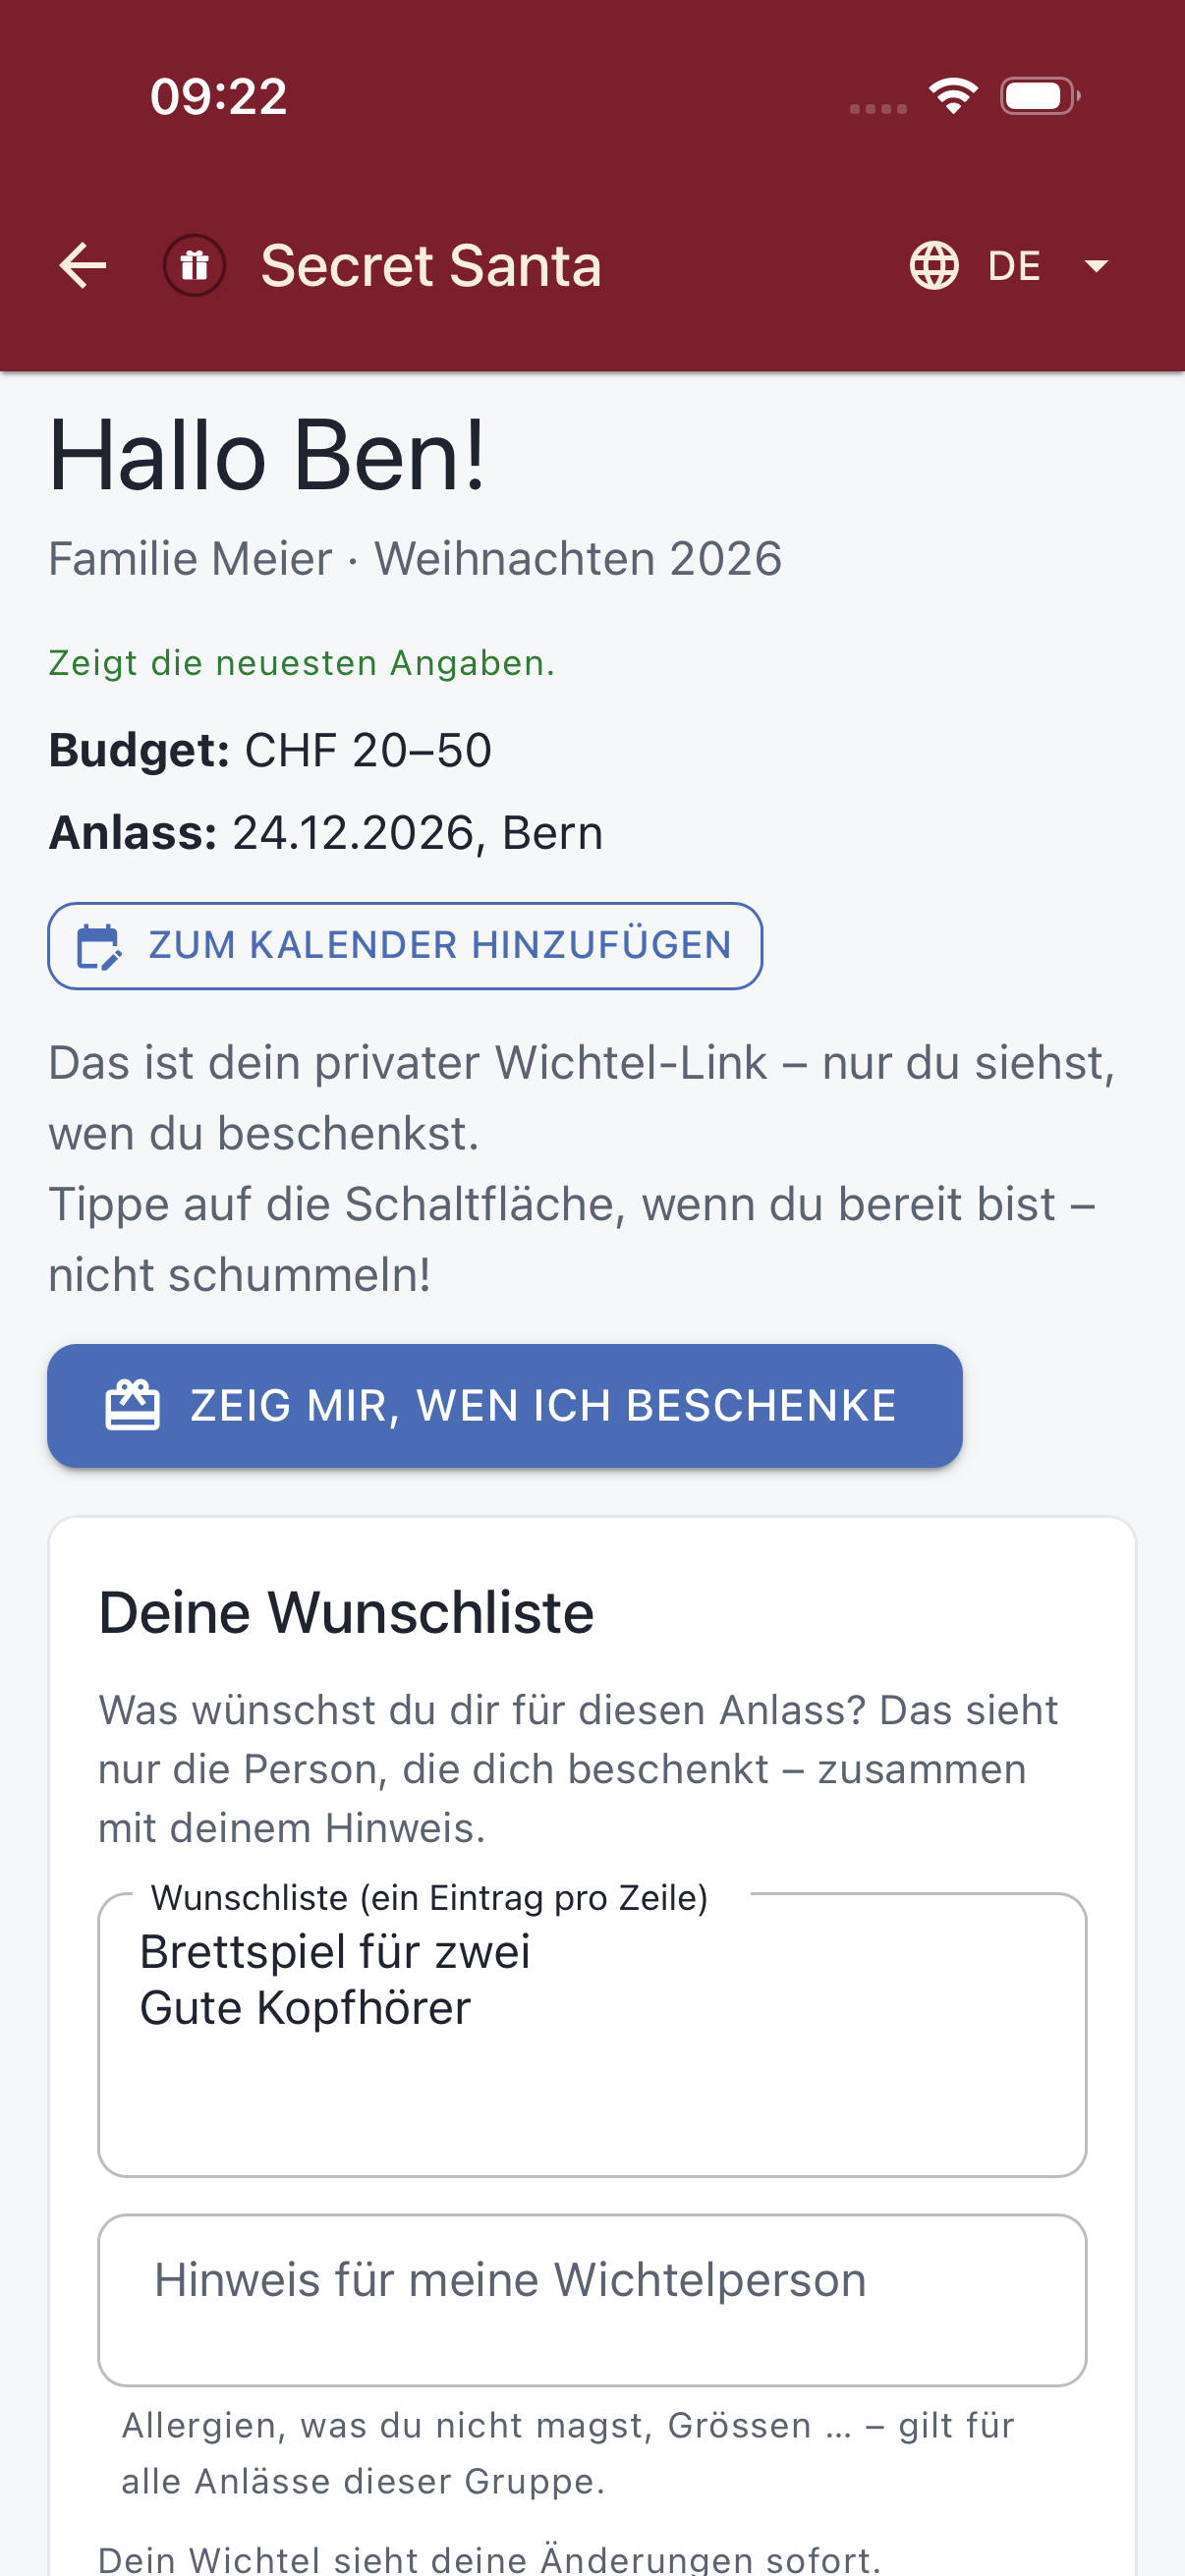 09:22
Secret Santa
DE
Hallo Ben!
Familie Meier · Weihnachten 2026
Zeigt die neuesten Angaben.
Budget: CHF 20–50
Anlass: 24.12.2026, Bern
ZUM KALENDER HINZUFÜGEN
Das ist dein privater Wichtel-Link – nur du siehst,
wen du beschenkst.
Tippe auf die Schaltfläche, wenn du bereit bist –
nicht schummeln!
ZEIG MIR, WEN ICH BESCHENKE
Deine Wunschliste
Was wünschst du dir für diesen Anlass? Das sieht
nur die Person, die dich beschenkt – zusammen
mit deinem Hinweis.
Wunschliste (ein Eintrag pro Zeile)
Brettspiel für zwei
Gute Kopfhörer
Hinweis für meine Wichtelperson
Allergien, was du nicht magst, Grössen … – gilt für
alle Anlässe dieser Gruppe.
Dein Wichtel sieht deine Änderungen sofort.